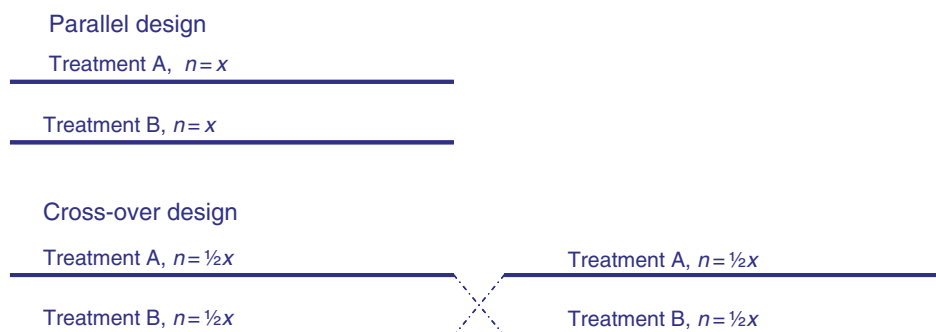 Parallel design
Treatment A, n = x
Treatment B, n = x
Cross-over design
Treatment A, n = ½x
Treatment A, n = ½x
Treatment B, n = ½x
Treatment B, n = ½x